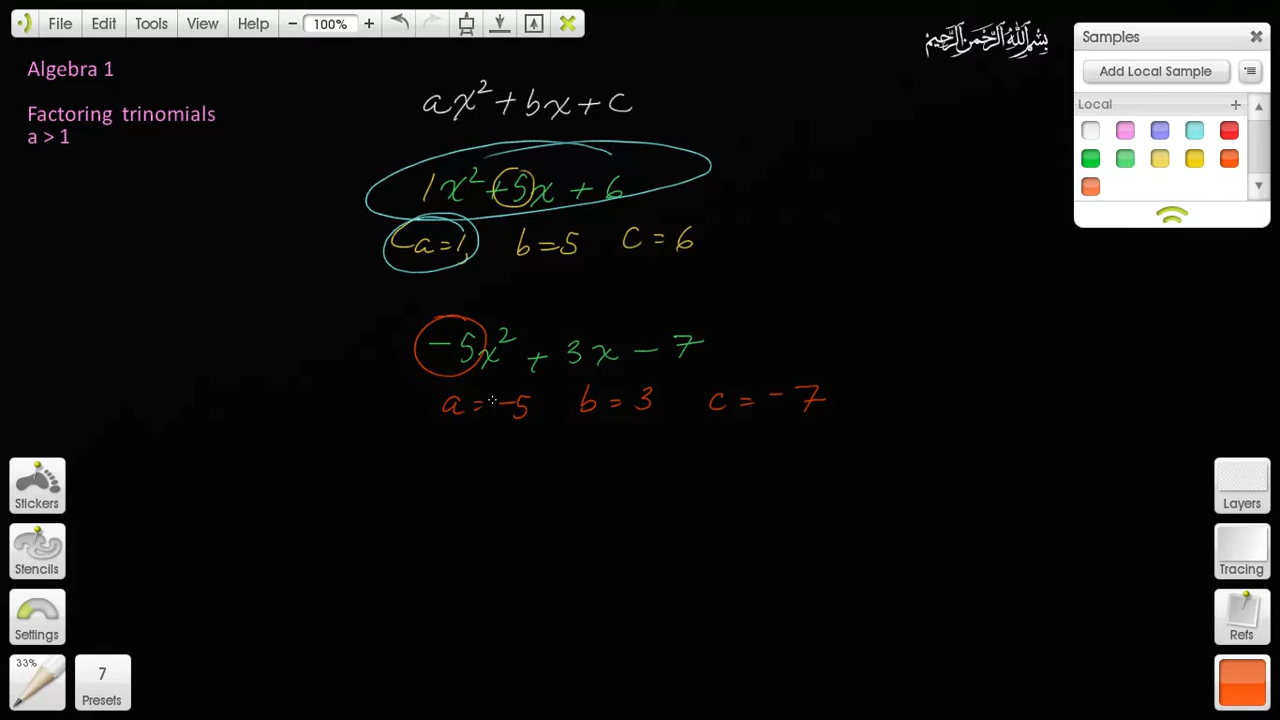 File Edit Tools View Help − 100% +
بسم الله الرحمن الرحيم
Samples
Add Local Sample
Local
Algebra 1
Factoring trinomials
a > 1
ax² + bx + c
1x² + 5x + 6
a = 1, b = 5 c = 6
−5x² + 3x − 7
a = −5 b = 3 c = −7
Stickers
Stencils
Settings
33%
7
Presets
Layers
Tracing
Refs